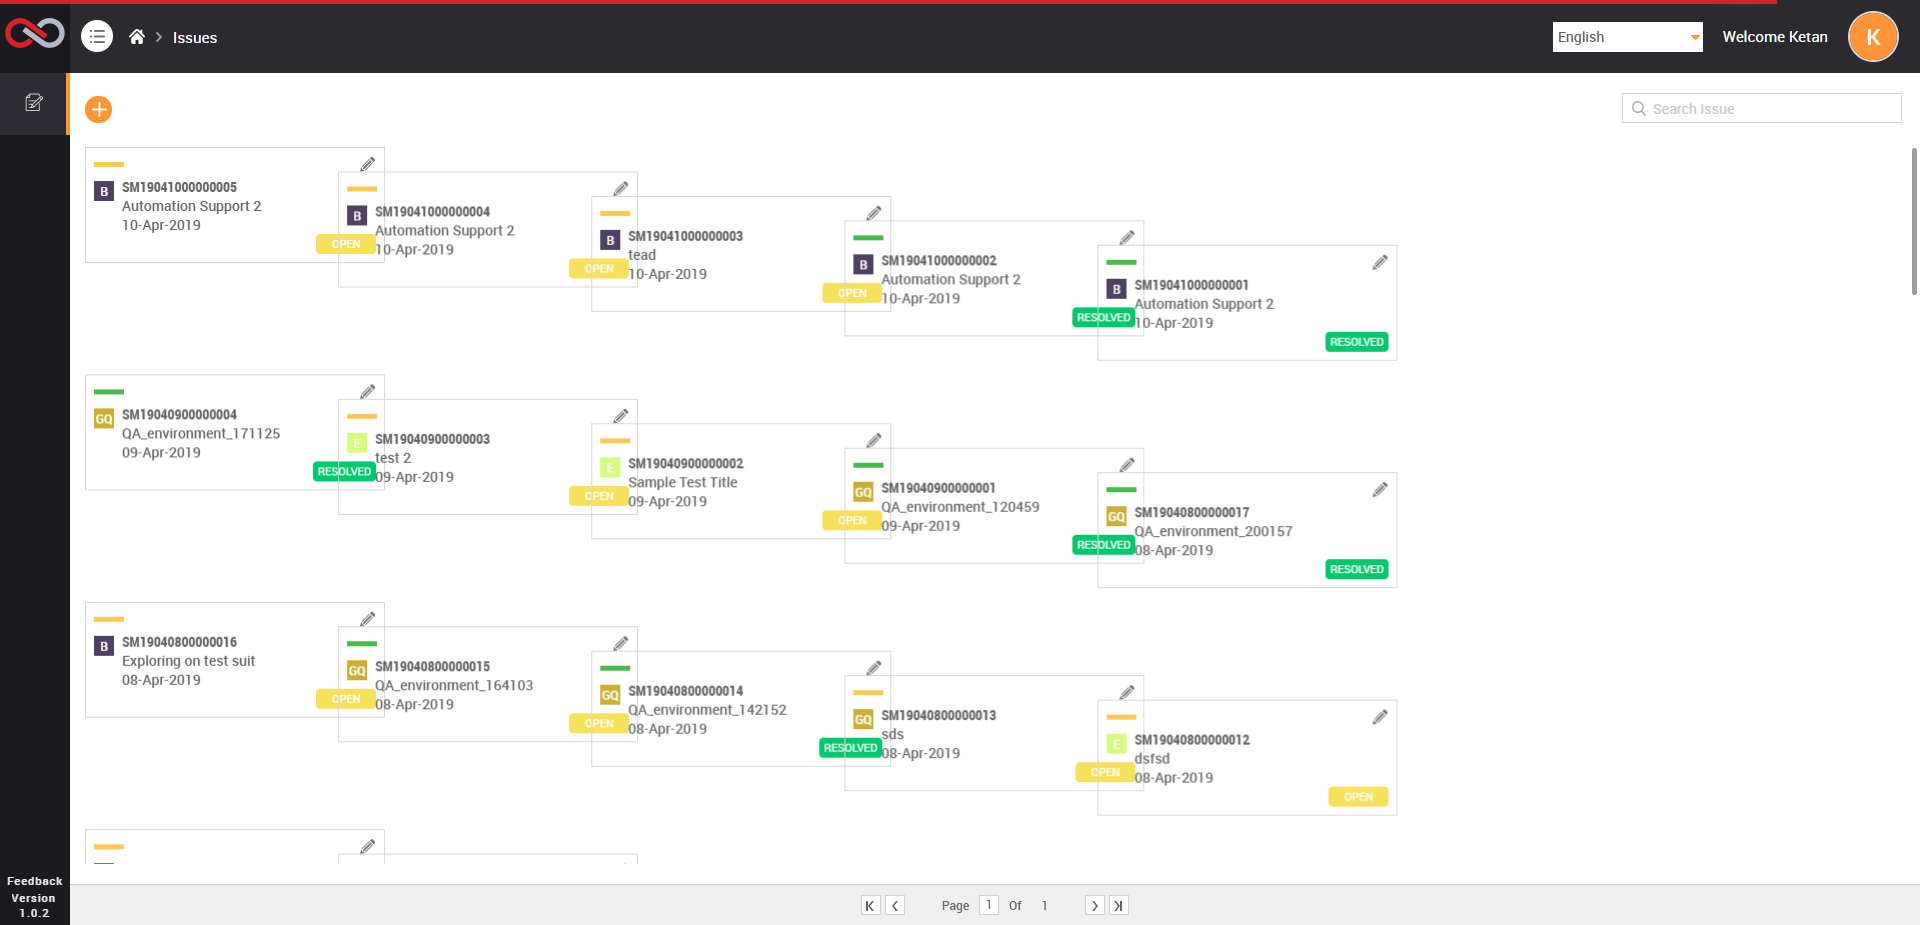 Issues
English
Welcome Ketan
K
Search Issue
B
SM19041000000005
Automation Support 2
10-Apr-2019
OPEN
B
SM19041000000004
Automation Support 2
10-Apr-2019
OPEN
B
SM19041000000003
tead
10-Apr-2019
OPEN
B
SM19041000000002
Automation Support 2
10-Apr-2019
RESOLVED
B
SM19041000000001
Automation Support 2
10-Apr-2019
RESOLVED
GQ
SM19040900000004
QA_environment_171125
09-Apr-2019
RESOLVED
E
SM19040900000003
test 2
09-Apr-2019
OPEN
E
SM19040900000002
Sample Test Title
09-Apr-2019
OPEN
GQ
SM19040900000001
QA_environment_120459
09-Apr-2019
RESOLVED
GQ
SM19040800000017
QA_environment_200157
08-Apr-2019
RESOLVED
B
SM19040800000016
Exploring on test suit
08-Apr-2019
OPEN
GQ
SM19040800000015
QA_environment_164103
08-Apr-2019
OPEN
GQ
SM19040800000014
QA_environment_142152
08-Apr-2019
RESOLVED
GQ
SM19040800000013
sds
08-Apr-2019
OPEN
E
SM19040800000012
dsfsd
08-Apr-2019
OPEN
Feedback
Version
1.0.2
Page 1 Of 1